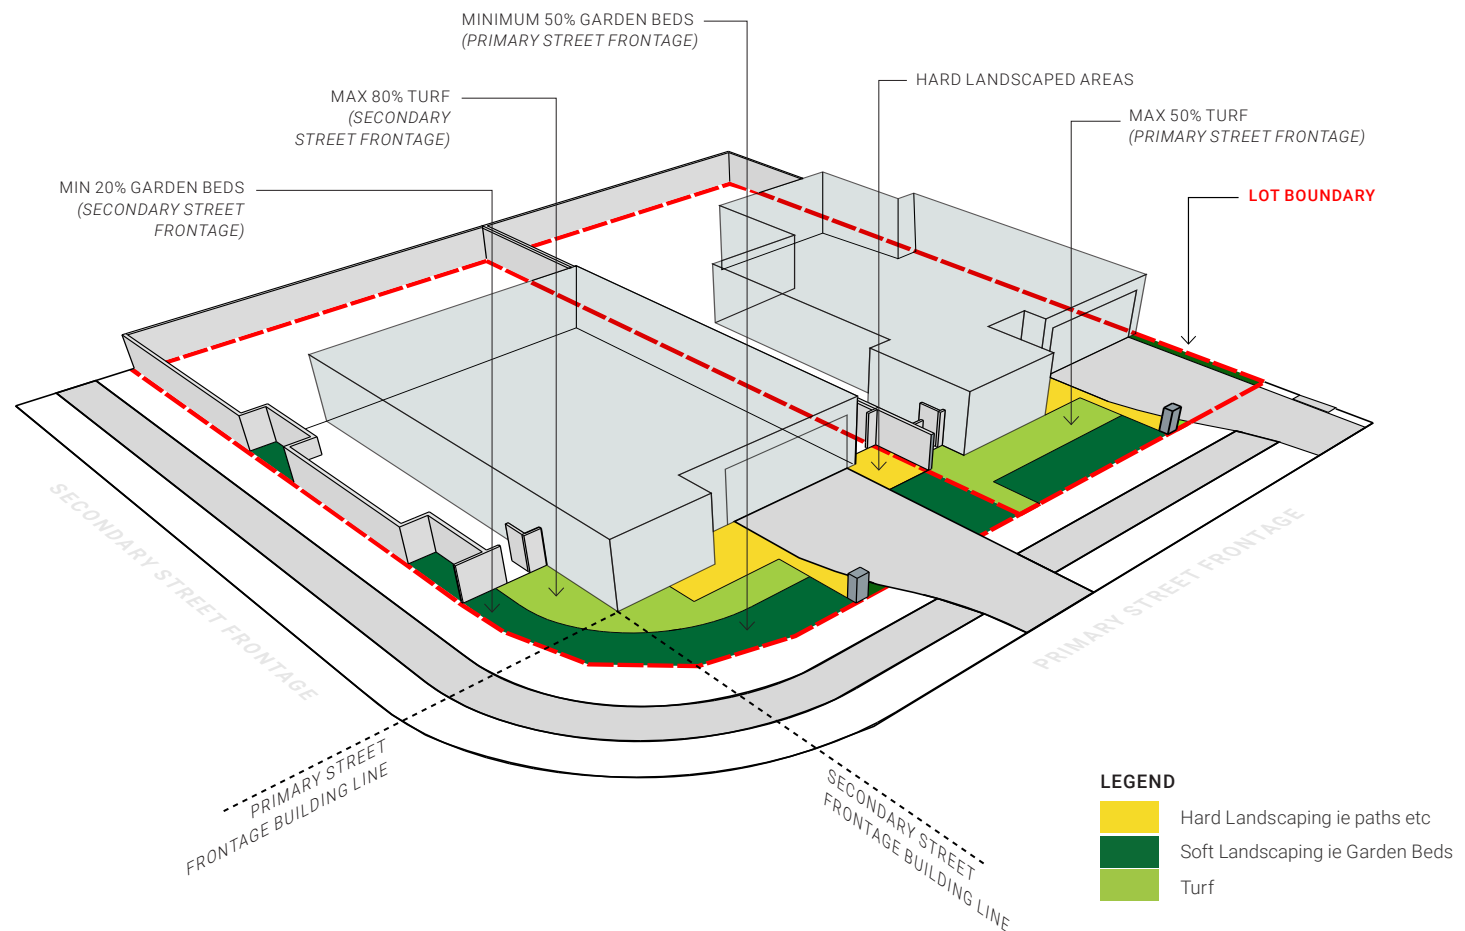 MINIMUM 50% GARDEN BEDS
(PRIMARY STREET FRONTAGE)
HARD LANDSCAPED AREAS
MAX 80% TURF
(SECONDARY
STREET FRONTAGE)
MAX 50% TURF
(PRIMARY STREET FRONTAGE)
MIN 20% GARDEN BEDS
(SECONDARY STREET
FRONTAGE)
LOT BOUNDARY
SECONDARY STREET FRONTAGE
PRIMARY STREET FRONTAGE
PRIMARY STREET
FRONTAGE BUILDING LINE
SECONDARY STREET
FRONTAGE BUILDING LINE
LEGEND
Hard Landscaping ie paths etc
Soft Landscaping ie Garden Beds
Turf